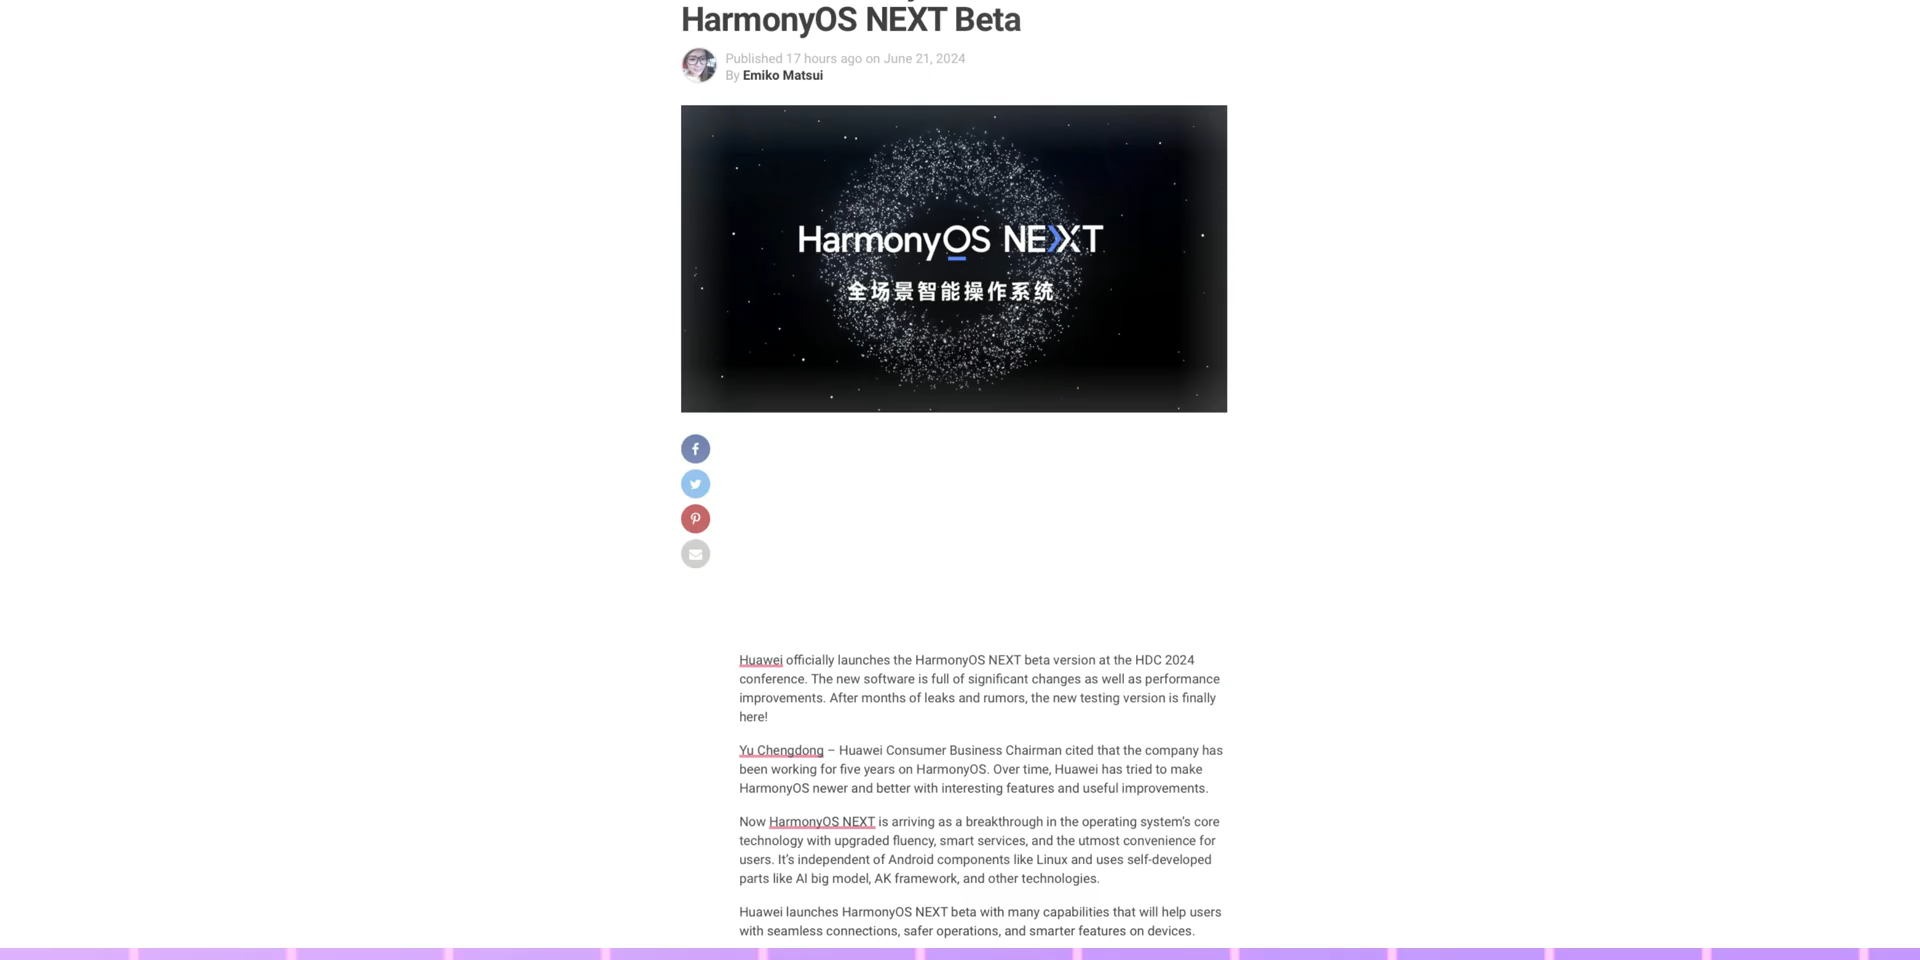 HarmonyOS NEXT Beta
Published 17 hours ago on June 21, 2024
By Emiko Matsui
HarmonyOS NEXT
全场景智能操作系统
Huawei officially launches the HarmonyOS NEXT beta version at the HDC 2024
conference. The new software is full of significant changes as well as performance
improvements. After months of leaks and rumors, the new testing version is finally
here!
Yu Chengdong – Huawei Consumer Business Chairman cited that the company has
been working for five years on HarmonyOS. Over time, Huawei has tried to make
HarmonyOS newer and better with interesting features and useful improvements.
Now HarmonyOS NEXT is arriving as a breakthrough in the operating system’s core
technology with upgraded fluency, smart services, and the utmost convenience for
users. It’s independent of Android components like Linux and uses self-developed
parts like AI big model, AK framework, and other technologies.
Huawei launches HarmonyOS NEXT beta with many capabilities that will help users
with seamless connections, safer operations, and smarter features on devices.